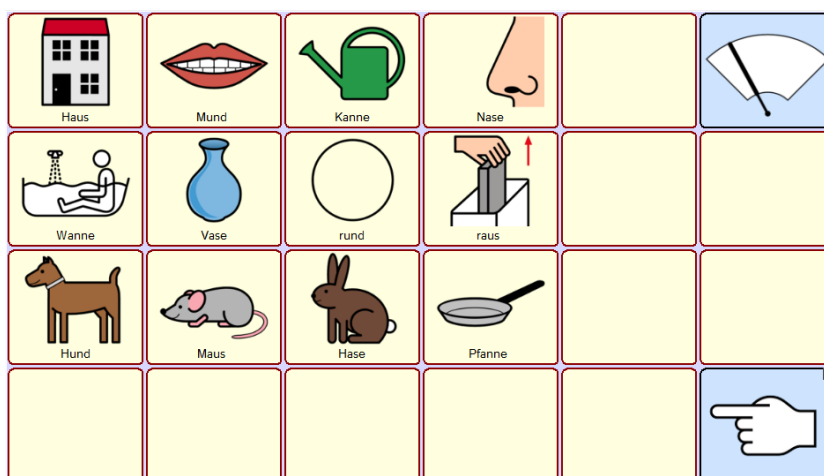 Haus
Mund
Kanne
Nase
Wanne
Vase
rund
raus
Hund
Maus
Hase
Pfanne